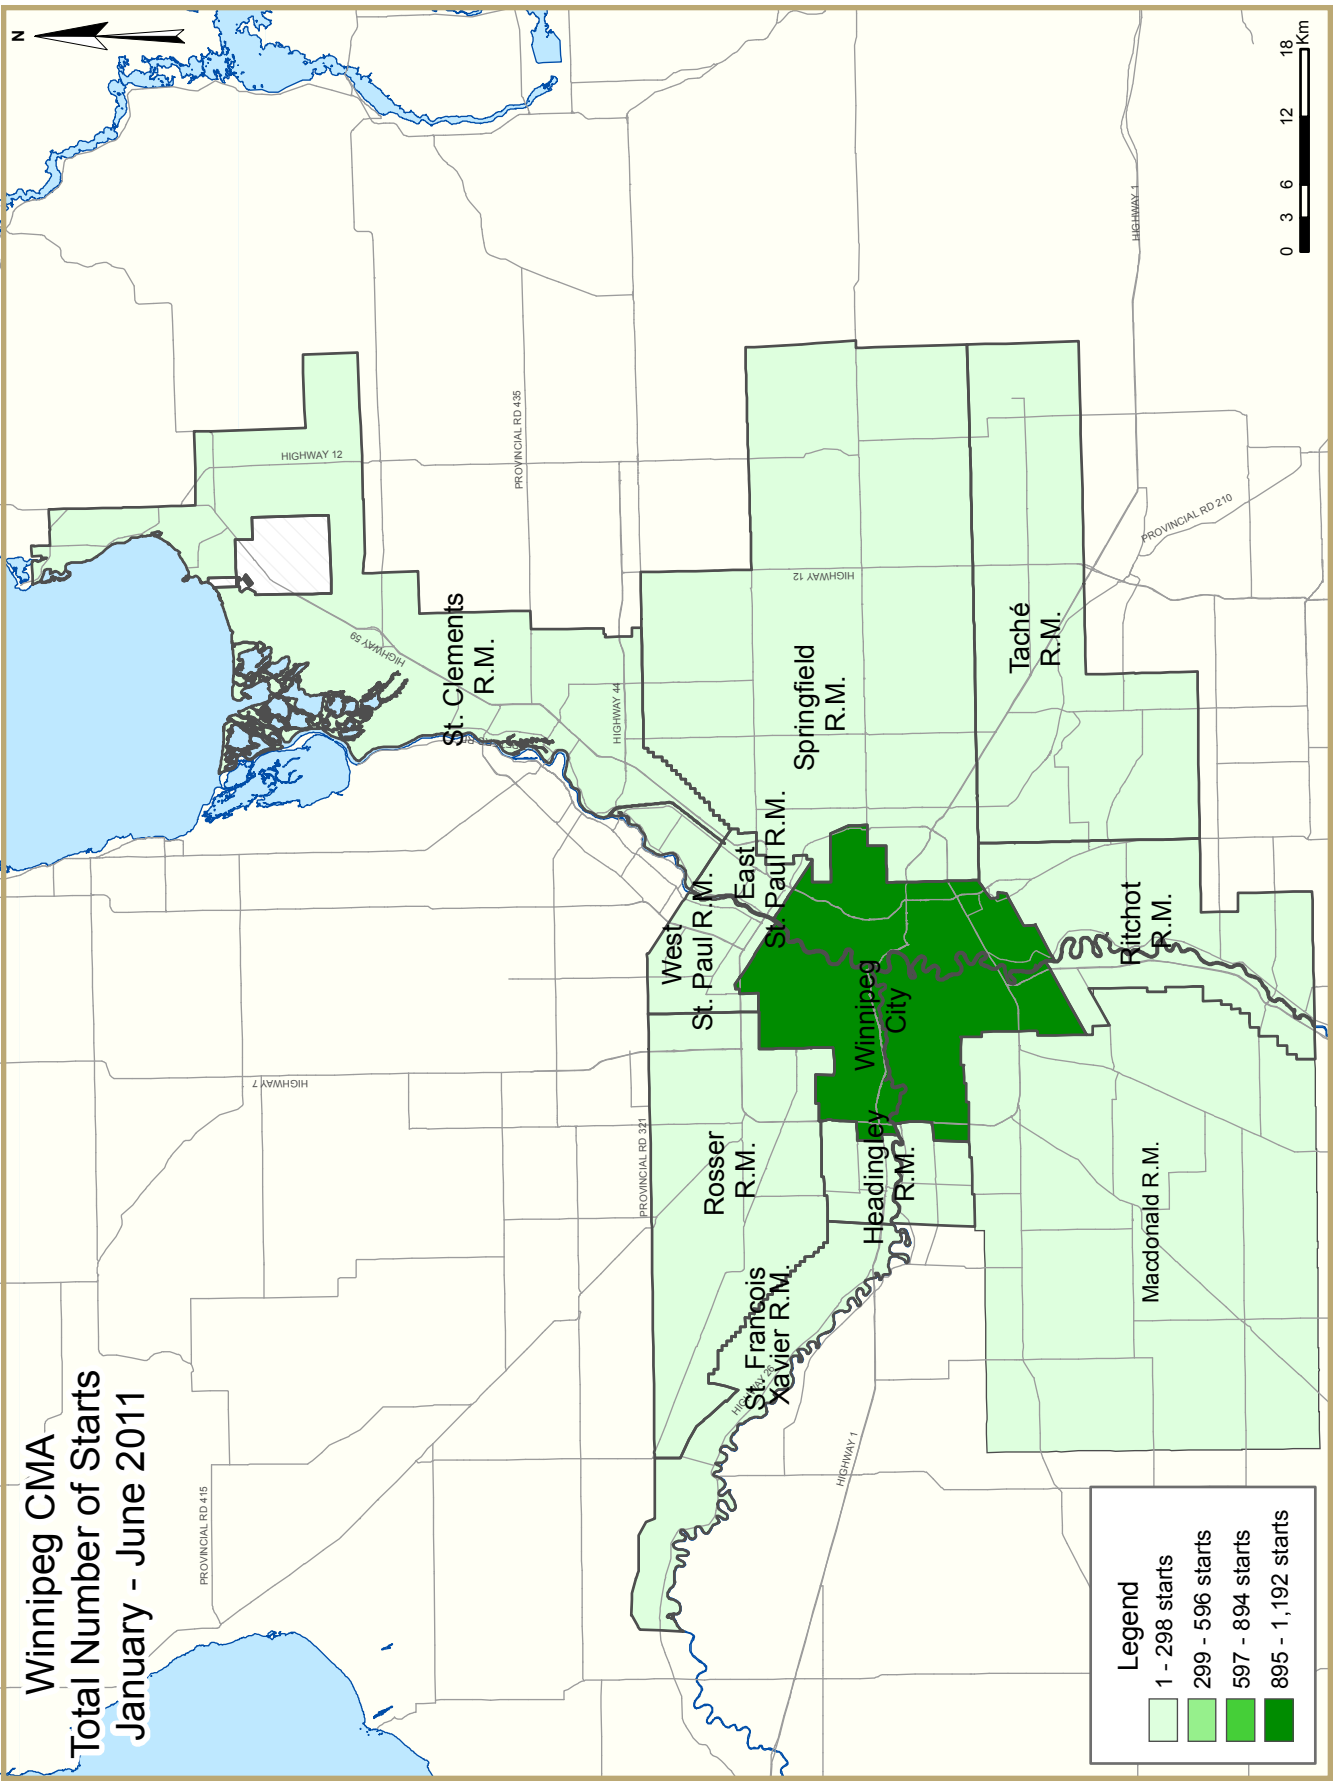 Winnipeg CMA
Total Number of Starts
January - June 2011
N
PROVINCIAL RD 415
HIGHWAY 7
HIGHWAY 12
PROVINCIAL RD 435
HIGHWAY 59
St. Clements
R.M.
HIGHWAY 44
PROVINCIAL RD 321
West
St. Paul R.M.
East
St. Paul R.M.
Rosser
R.M.
St. Francois
Xavier R.M.
HIGHWAY 26
Springfield
R.M.
HIGHWAY 12
Winnipeg
City
Headingley
R.M.
HIGHWAY 1
Taché
R.M.
HIGHWAY 1
PROVINCIAL RD 210
Ritchot
R.M.
Macdonald R.M.
Legend
1 - 298 starts
299 - 596 starts
597 - 894 starts
895 - 1,192 starts
0 3 6 12 18
Km